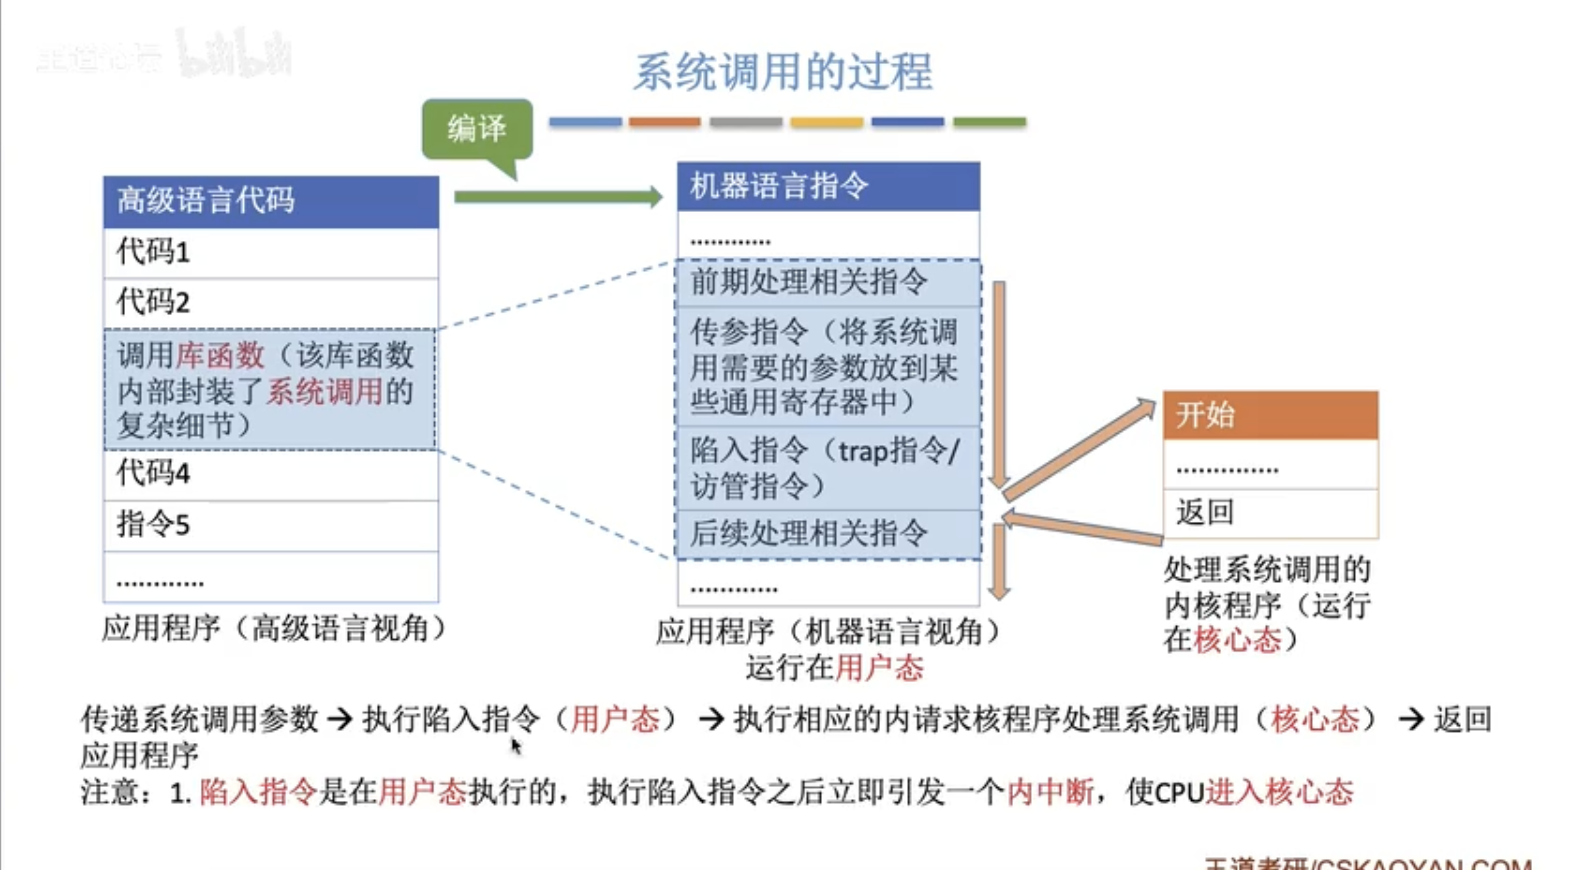 王道论坛 bilibili
系统调用的过程
编译
高级语言代码
代码1
代码2
调用库函数（该库函数
内部封装了系统调用的
复杂细节）
代码4
指令5
…………
应用程序（高级语言视角）
机器语言指令
…………
前期处理相关指令
传参指令（将系统调
用需要的参数放到某
些通用寄存器中）
陷入指令（trap指令/
访管指令）
后续处理相关指令
…………
应用程序（机器语言视角）
运行在用户态
开始
…………..
返回
处理系统调用的
内核程序（运行
在核心态）
传递系统调用参数 → 执行陷入指令（用户态） → 执行相应的内请求核程序处理系统调用（核心态） → 返回
应用程序
注意：1. 陷入指令是在用户态执行的，执行陷入指令之后立即引发一个内中断，使CPU进入核心态
王道考研/CSKAOYAN.COM